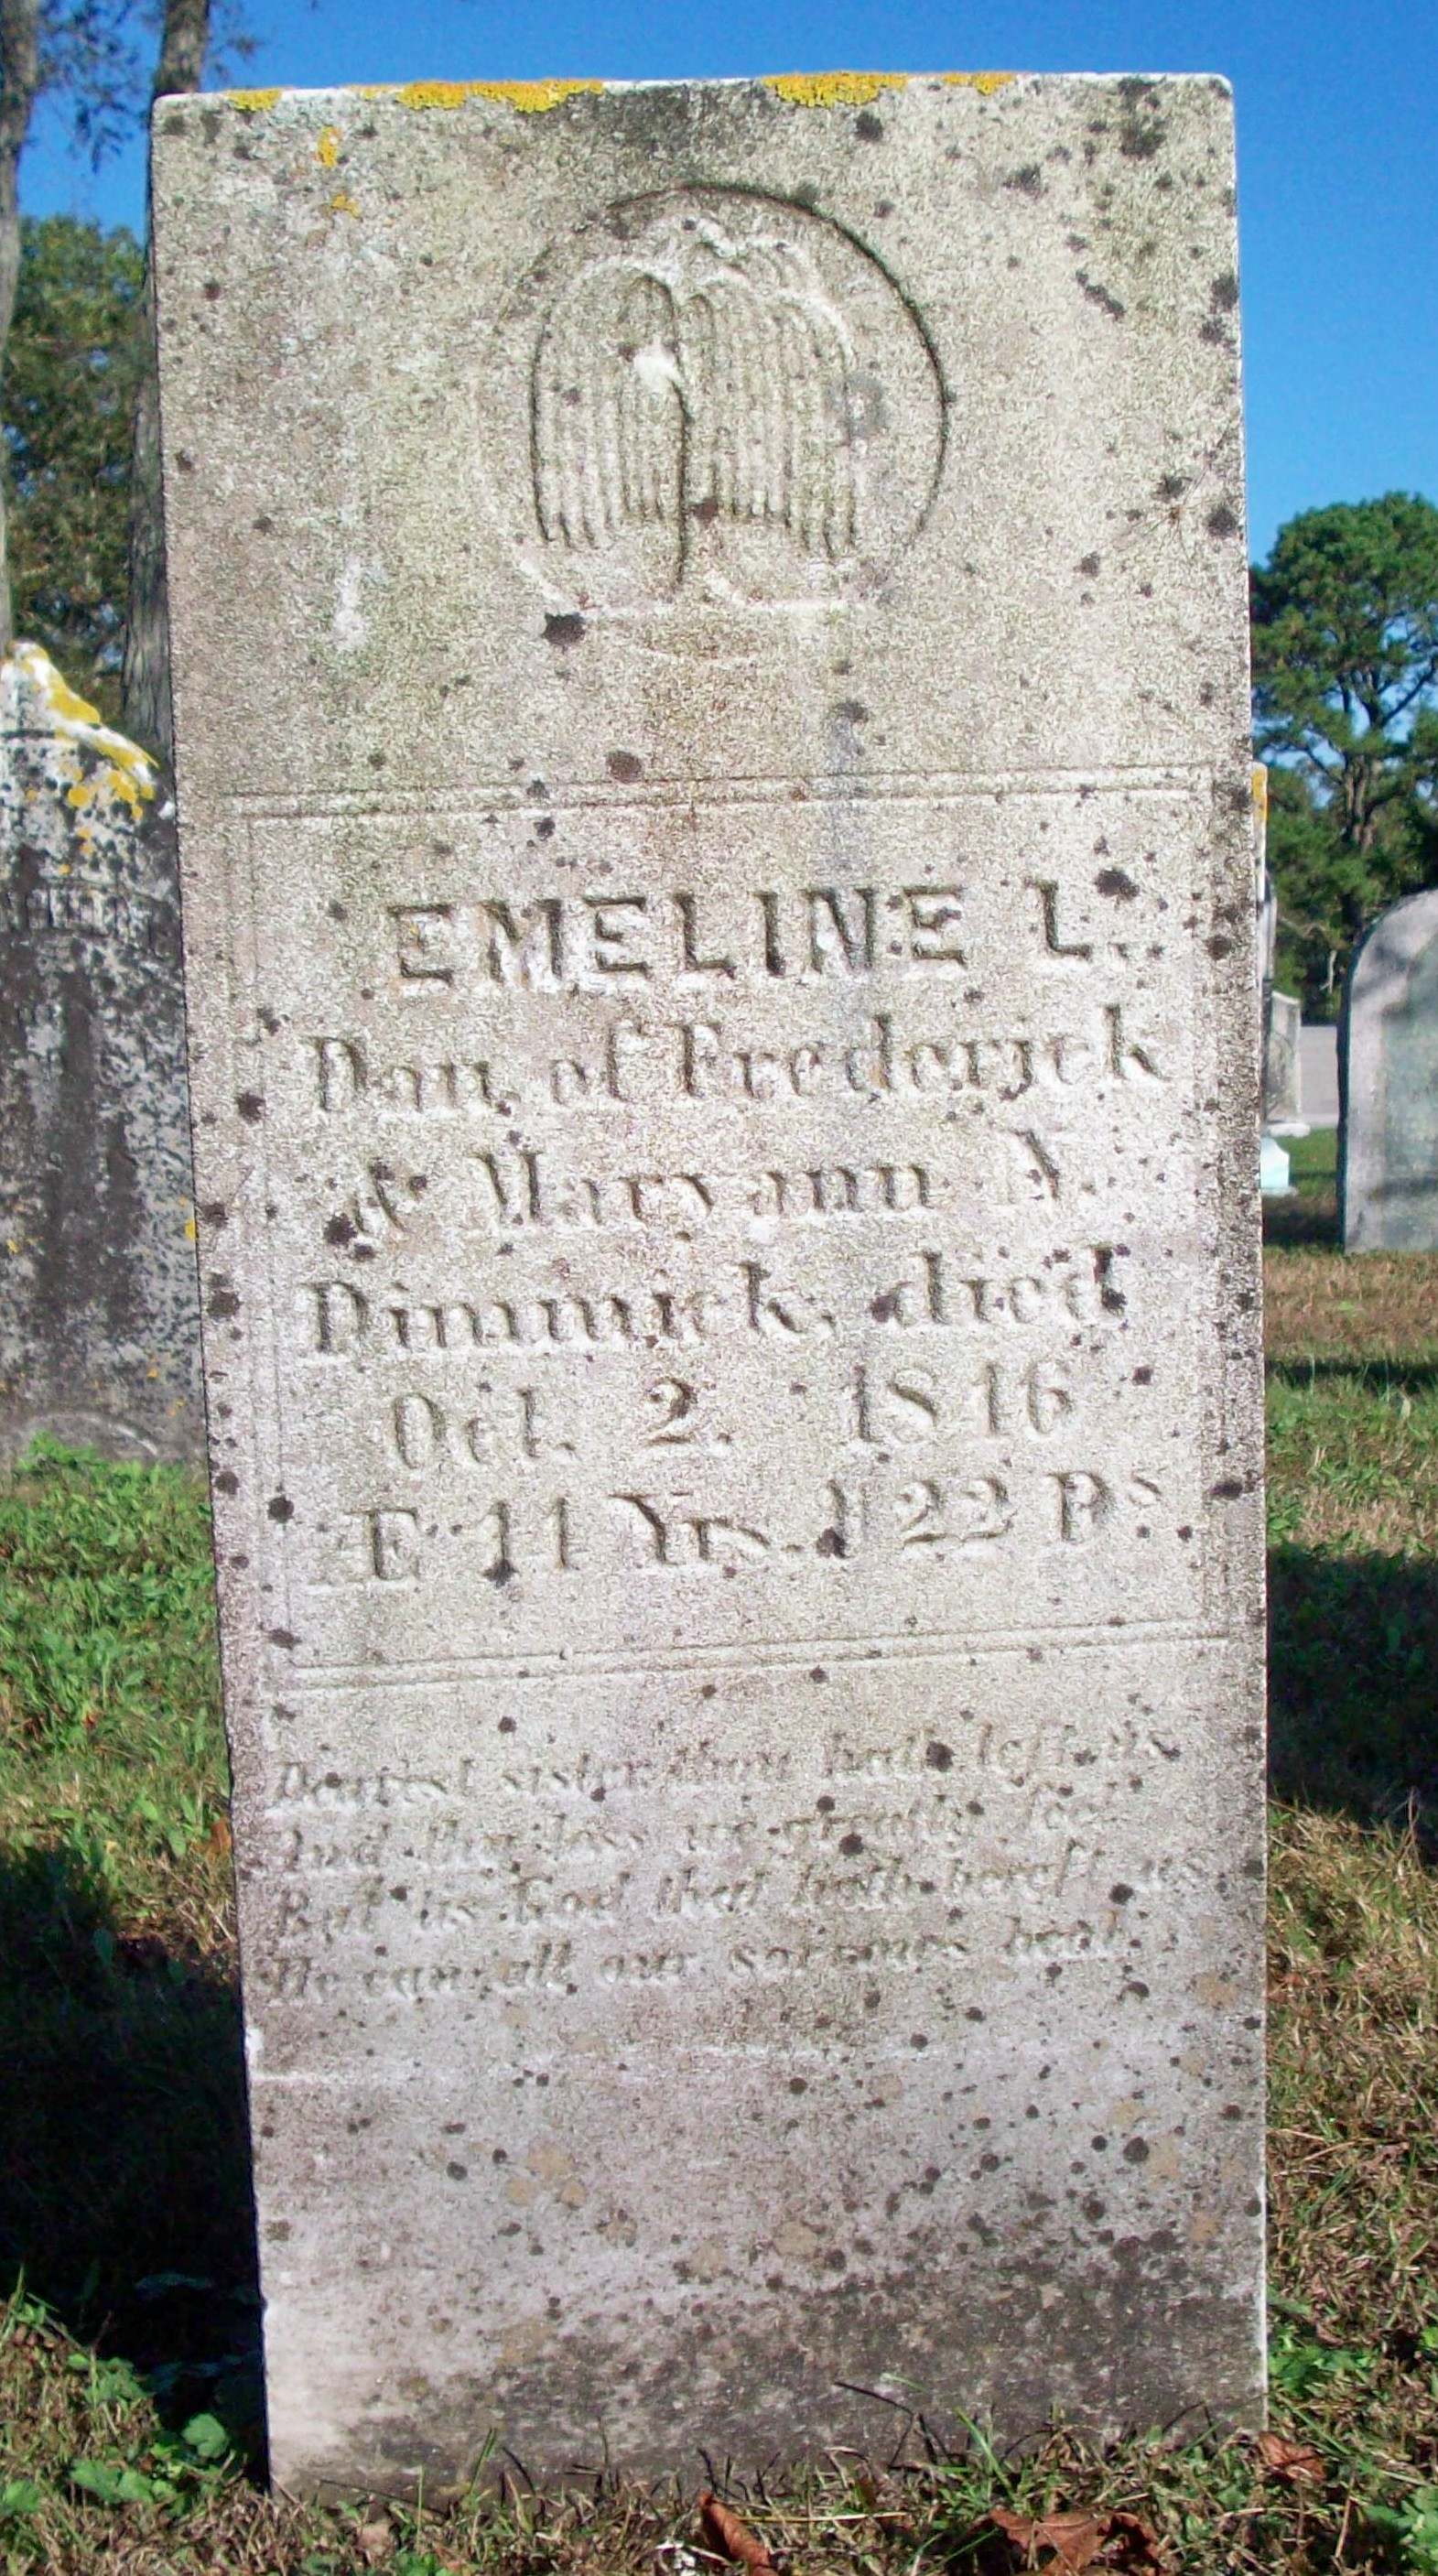 EMELINE L.
Dau. of Frederick
& Maryann N.
Dimmick, died
Oct. 2. 1846
Æ 11 Yrs. & 22 Ds
Dearest sister thou hath left us
And thy loss we greatly feel
But 'tis God that hath bereft us
He can all our sorrows heal.